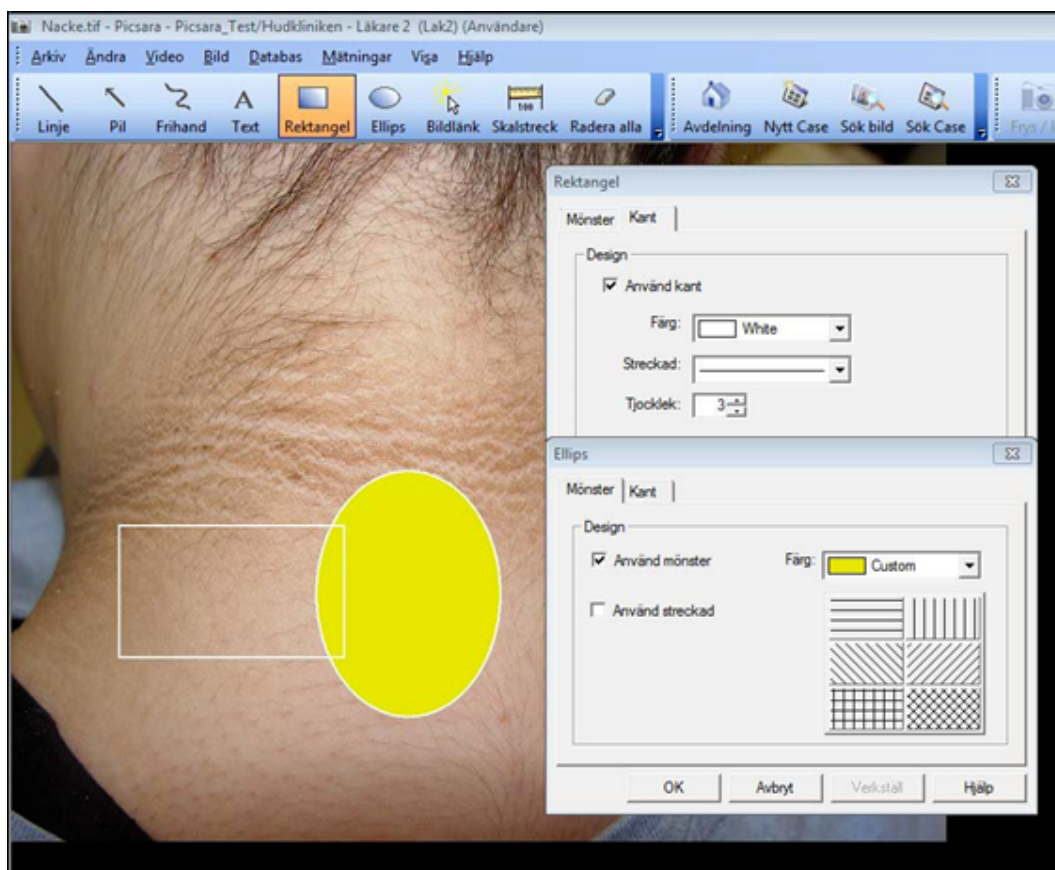 Nacke.tif - Picsara - Picsara_Test/Hudkliniken - Läkare 2 (Lak2) (Användare)
Arkiv Ändra Video Bild Databas Mätningar Visa Hjälp
Linje Pil Frihand Text Rektangel Ellips Bildlänk Skalstreck Radera alla Avdelning Nytt Case Sök bild Sök Case Frys /
100
Rektangel
Mönster Kant
Design
Använd kant
Färg: White
Streckad:
Tjocklek: 3
Ellips
Mönster Kant
Design
Använd mönster Färg: Custom
Använd streckad
OK Avbryt Verkställ Hjälp